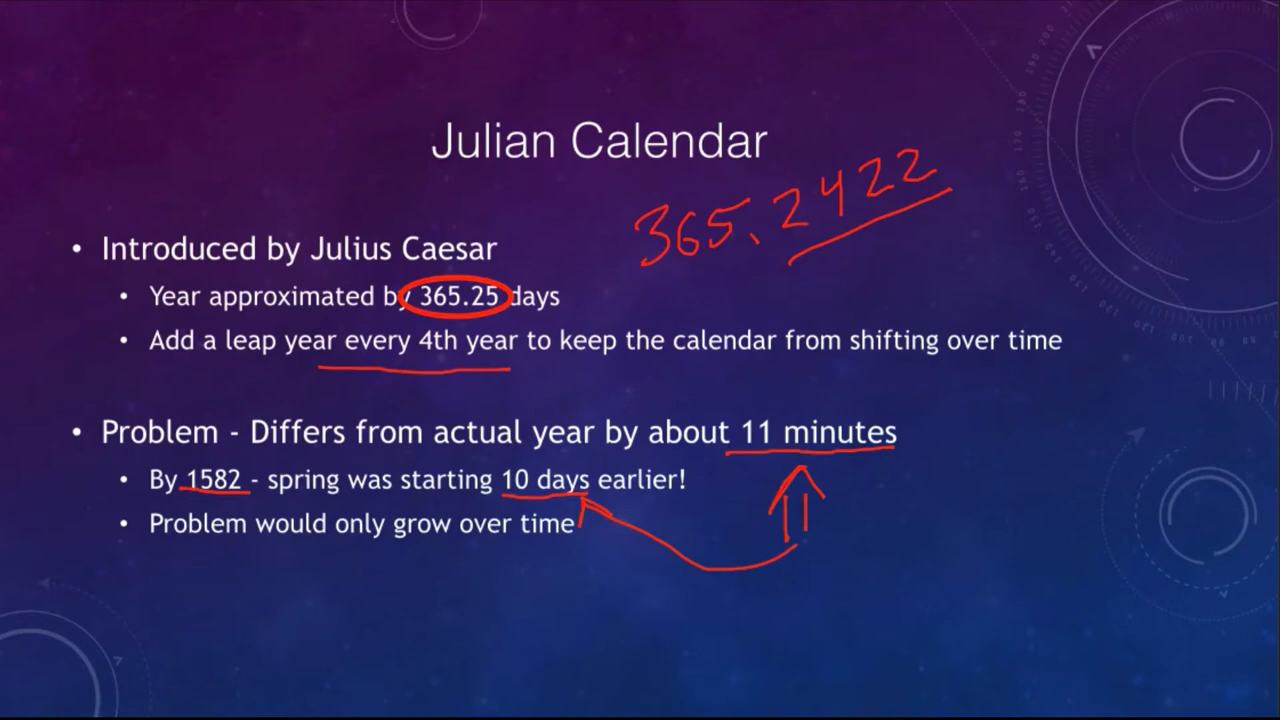 Julian Calendar
365.2422
• Introduced by Julius Caesar
• Year approximated by 365.25 days
• Add a leap year every 4th year to keep the calendar from shifting over time
• Problem - Differs from actual year by about 11 minutes
• By 1582 - spring was starting 10 days earlier!
• Problem would only grow over time